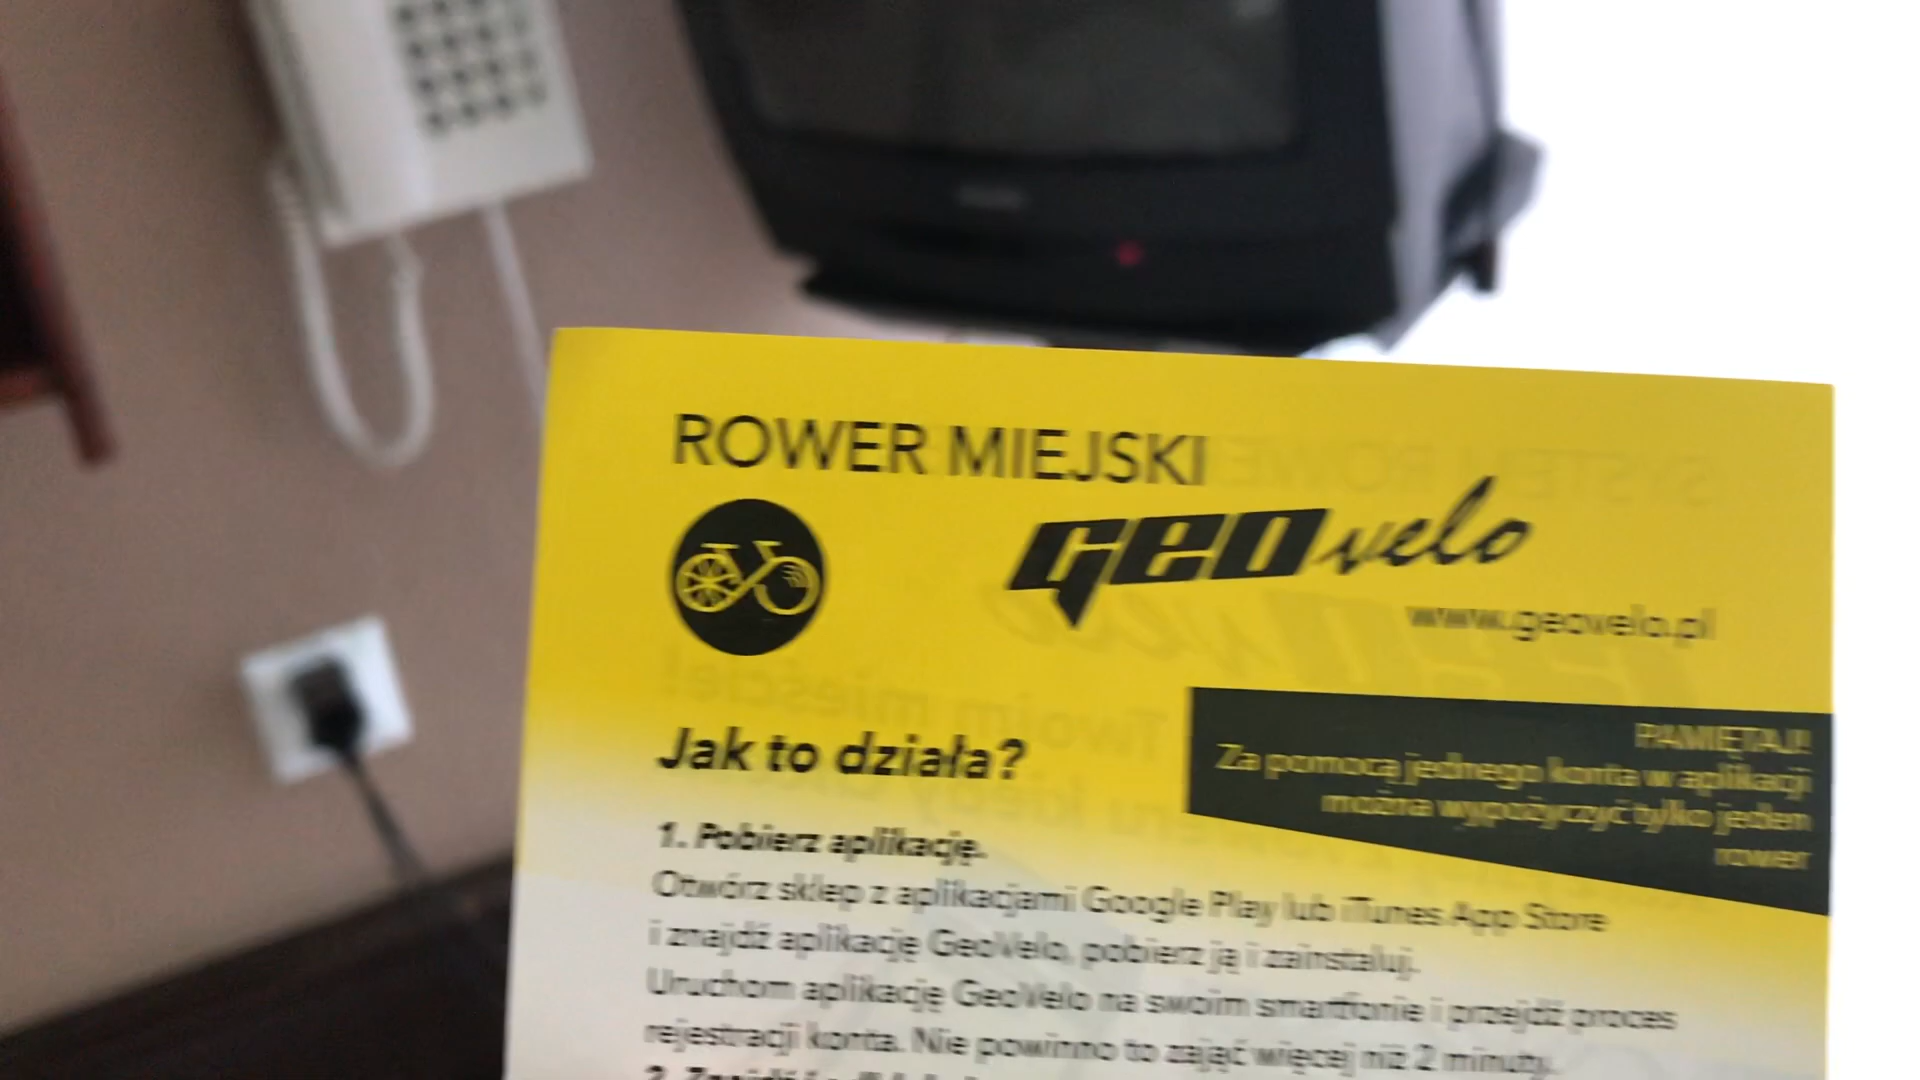 ROWER MIEJSKI
geovelo
www.geovelo.pl
PAMIĘTAJ!
Za pomocą jednego konta w aplikacji
można wypożyczyć tylko jeden
rower
Jak to działa?
1. Pobierz aplikację.
Otwórz sklep z aplikacjami Google Play lub iTunes App Store
i znajdź aplikację GeoVelo, pobierz ją i zainstaluj.
Uruchom aplikację GeoVelo na swoim smartfonie i przejdź proces
rejestracji konta. Nie powinno to zająć więcej niż 2 minuty.
2.